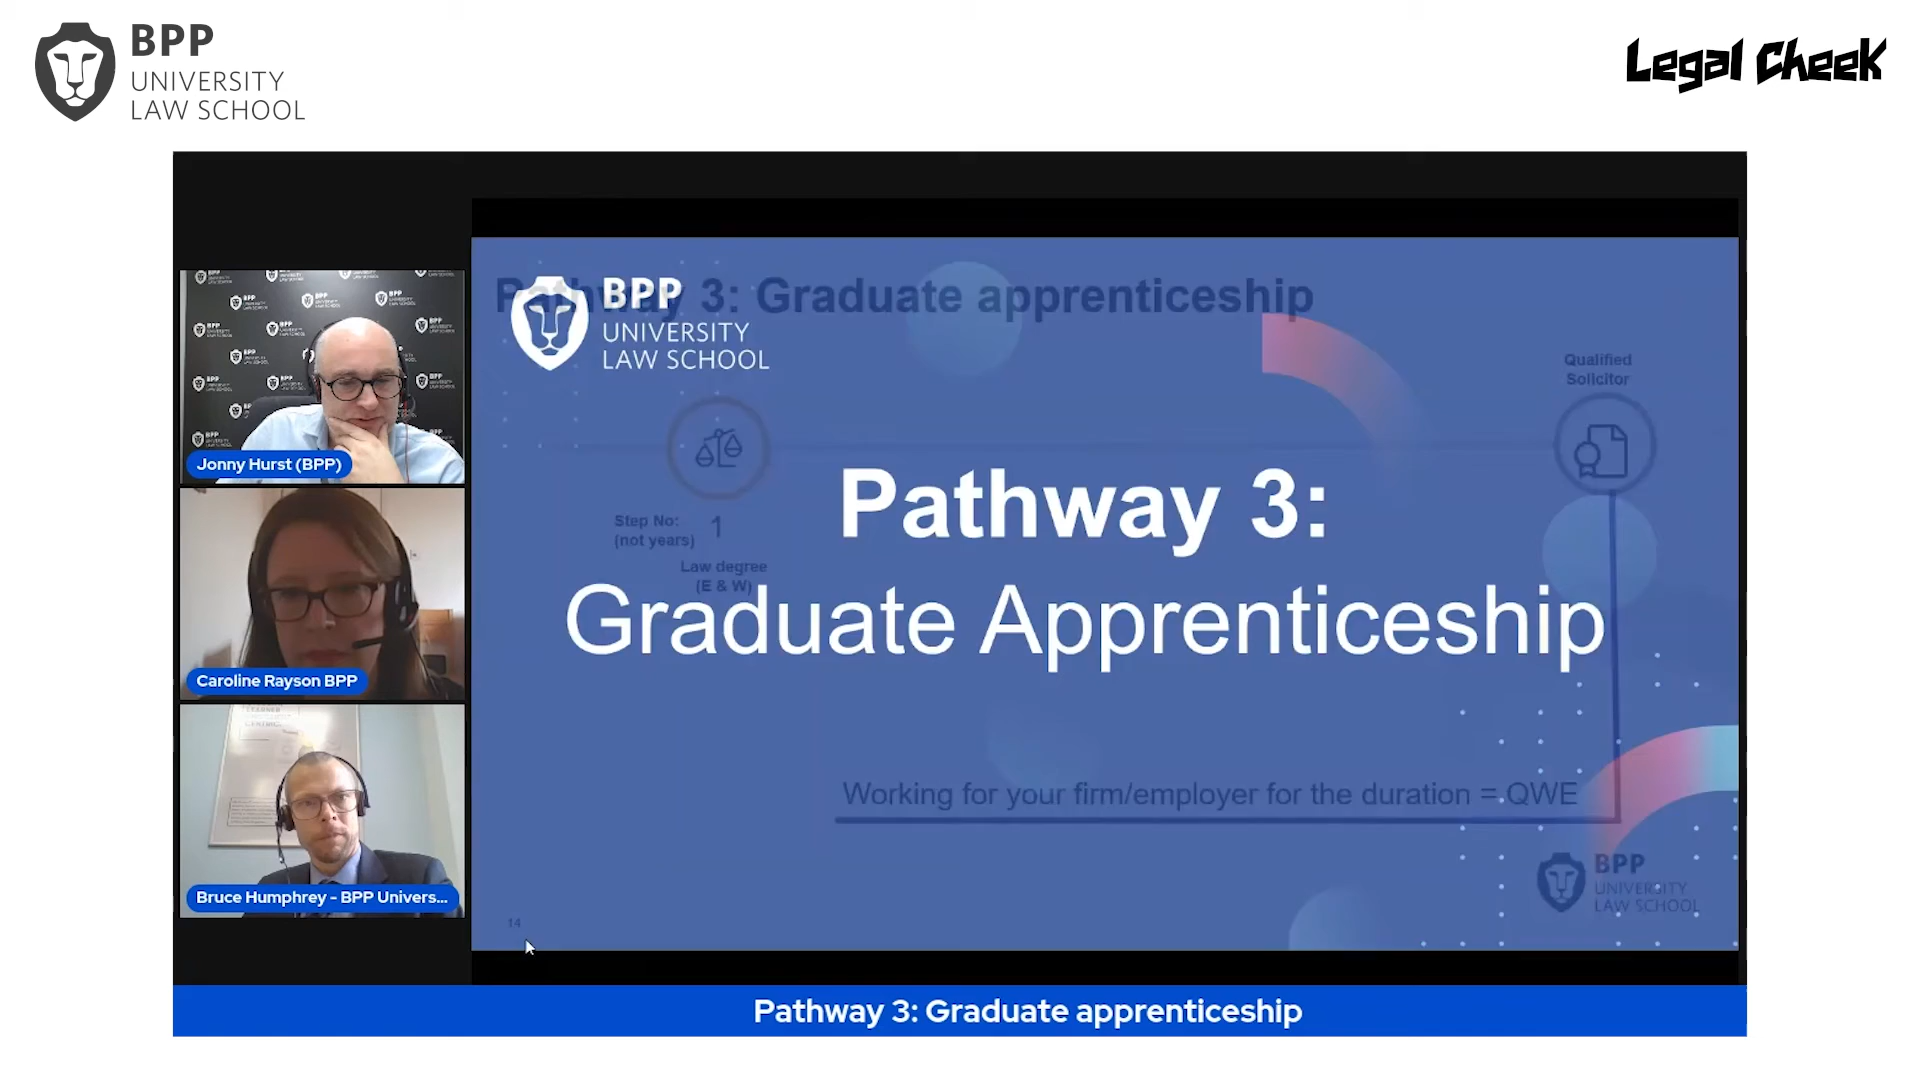 BPP
UNIVERSITY
LAW SCHOOL
Legal Cheek
Jonny Hurst (BPP)
Caroline Rayson BPP
Bruce Humphrey - BPP Univers...
Pathway 3: Graduate apprenticeship
BPP
UNIVERSITY
LAW SCHOOL
Qualified
Solicitor
Pathway 3:
Graduate Apprenticeship
Step No: 1
(not years)
Law degree
(E & W)
Working for your firm/employer for the duration = QWE
BPP
UNIVERSITY
LAW SCHOOL
14
Pathway 3: Graduate apprenticeship